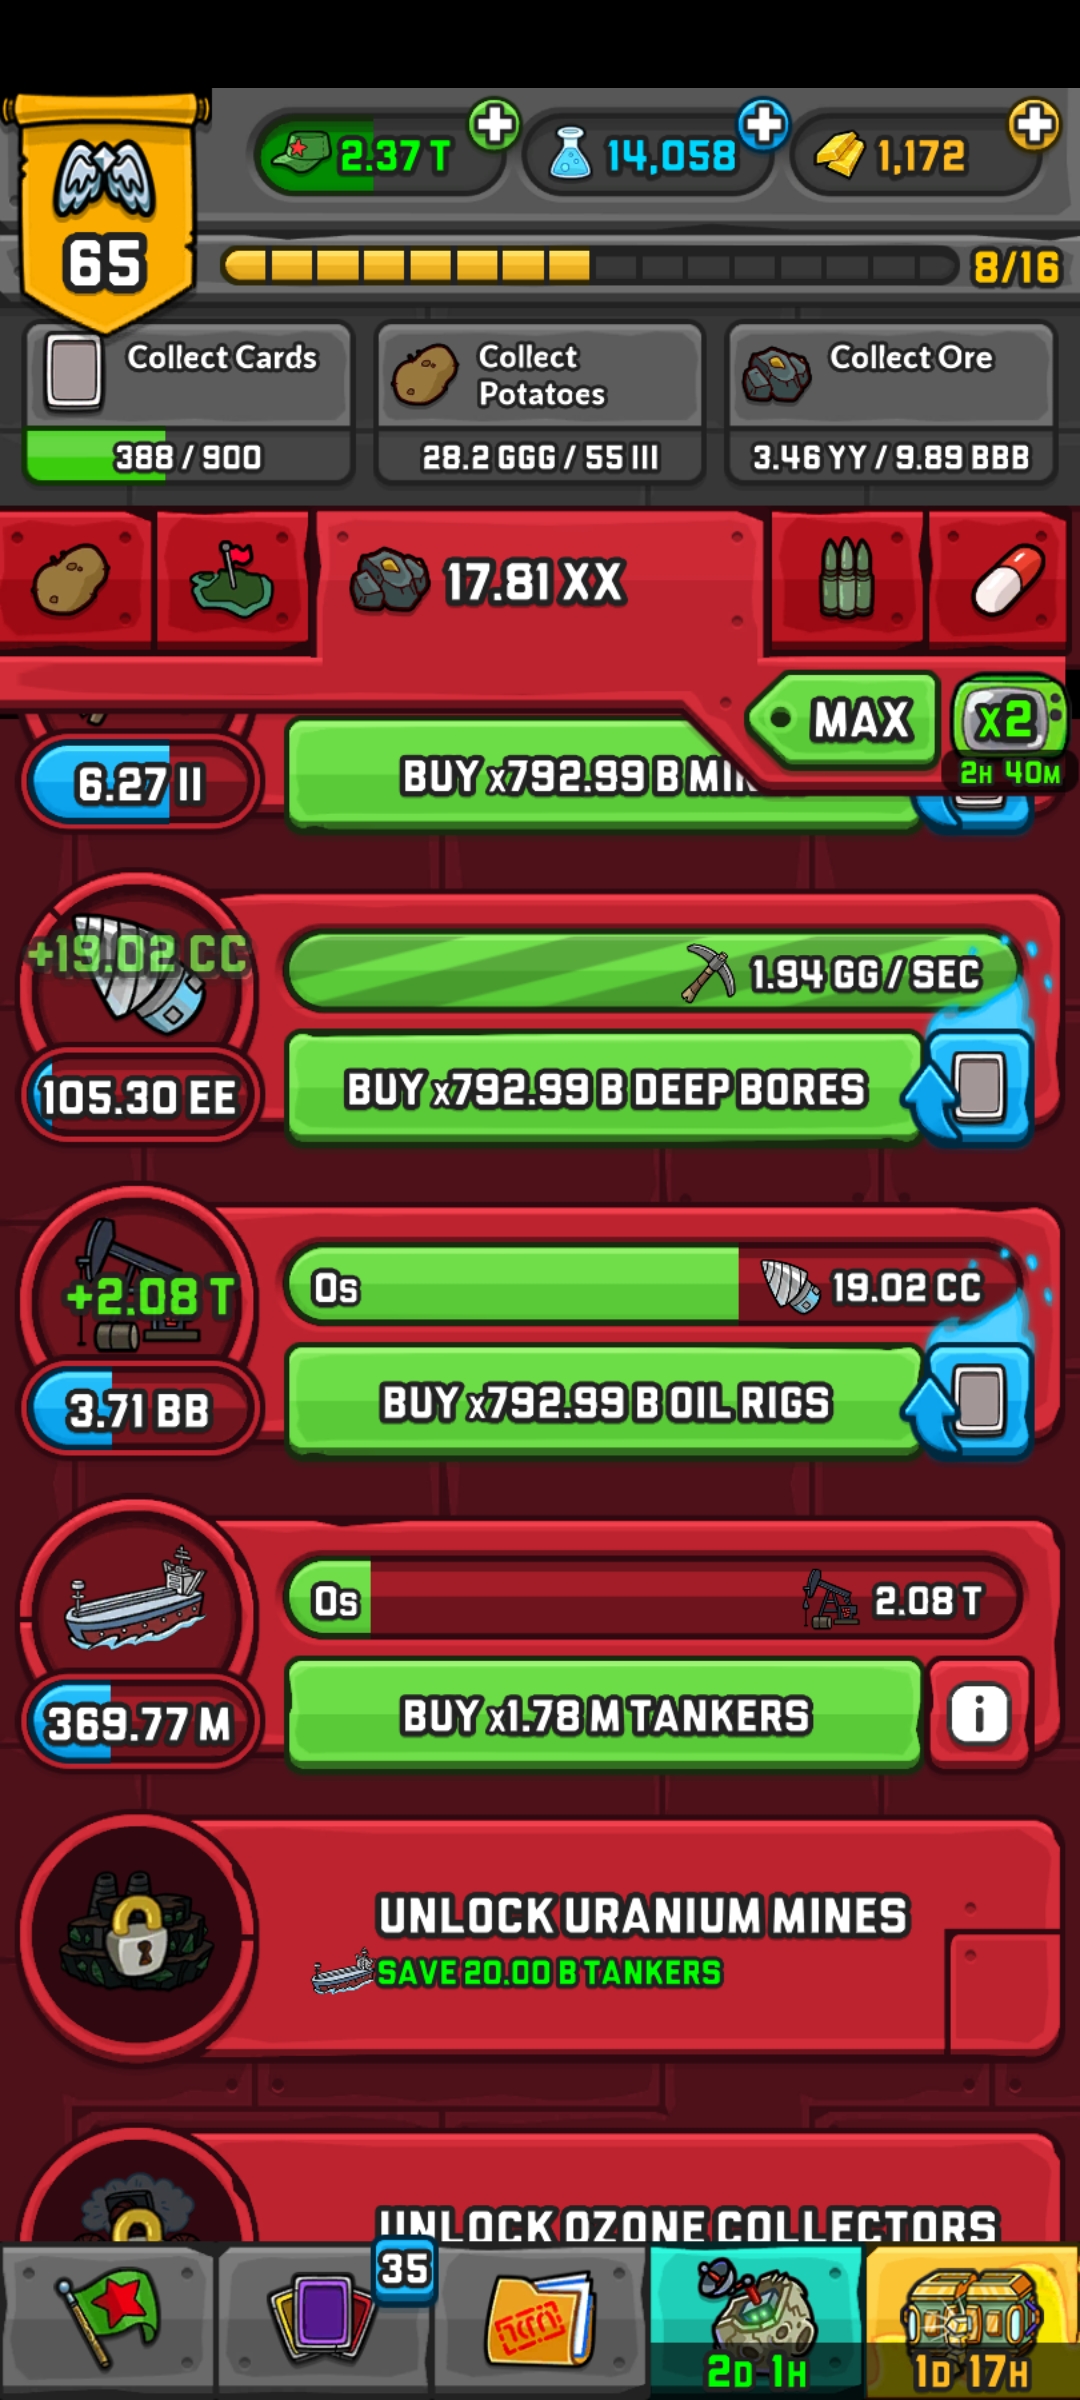 2.37 T
14,058
1,172
65
8/16
Collect Cards
388 / 900
Collect
Potatoes
28.2 GGG / 55 III
Collect Ore
3.46 YY / 9.89 BBB
17.81 XX
MAX
x2
2H 40M
6.27 II
BUY x792.99 B
+19.02 CC
1.94 GG / SEC
105.30 EE
BUY x792.99 B DEEP BORES
+2.08 T
0s
19.02 CC
3.71 BB
BUY x792.99 B OIL RIGS
0s
2.08 T
369.77 M
BUY x1.78 M TANKERS
i
UNLOCK URANIUM MINES
SAVE 20.00 B TANKERS
UNLOCK OZONE COLLECTORS
35
2D 1H
1D 17H